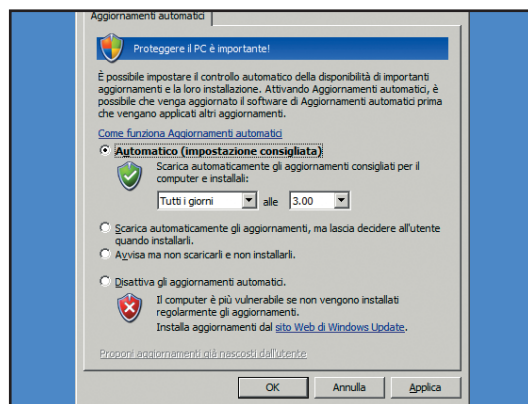 Aggiornamenti automatici
Proteggere il PC è importante!
È possibile impostare il controllo automatico della disponibilità di importanti
aggiornamenti e la loro installazione. Attivando Aggiornamenti automatici, è
possibile che venga aggiornato il software di Aggiornamenti automatici prima
che vengano applicati altri aggiornamenti.
Come funziona Aggiornamenti automatici
Automatico (impostazione consigliata)
Scarica automaticamente gli aggiornamenti consigliati per il
computer e installali:
Tutti i giorni alle 3.00
Scarica automaticamente gli aggiornamenti, ma lascia decidere all'utente
quando installarli.
Avvisa ma non scaricarli e non installarli.
Disattiva gli aggiornamenti automatici.
Il computer è più vulnerabile se non vengono installati
regolarmente gli aggiornamenti.
Installa aggiornamenti dal sito Web di Windows Update.
Proponi aggiornamenti già nascosti dall'utente
OK Annulla Applica